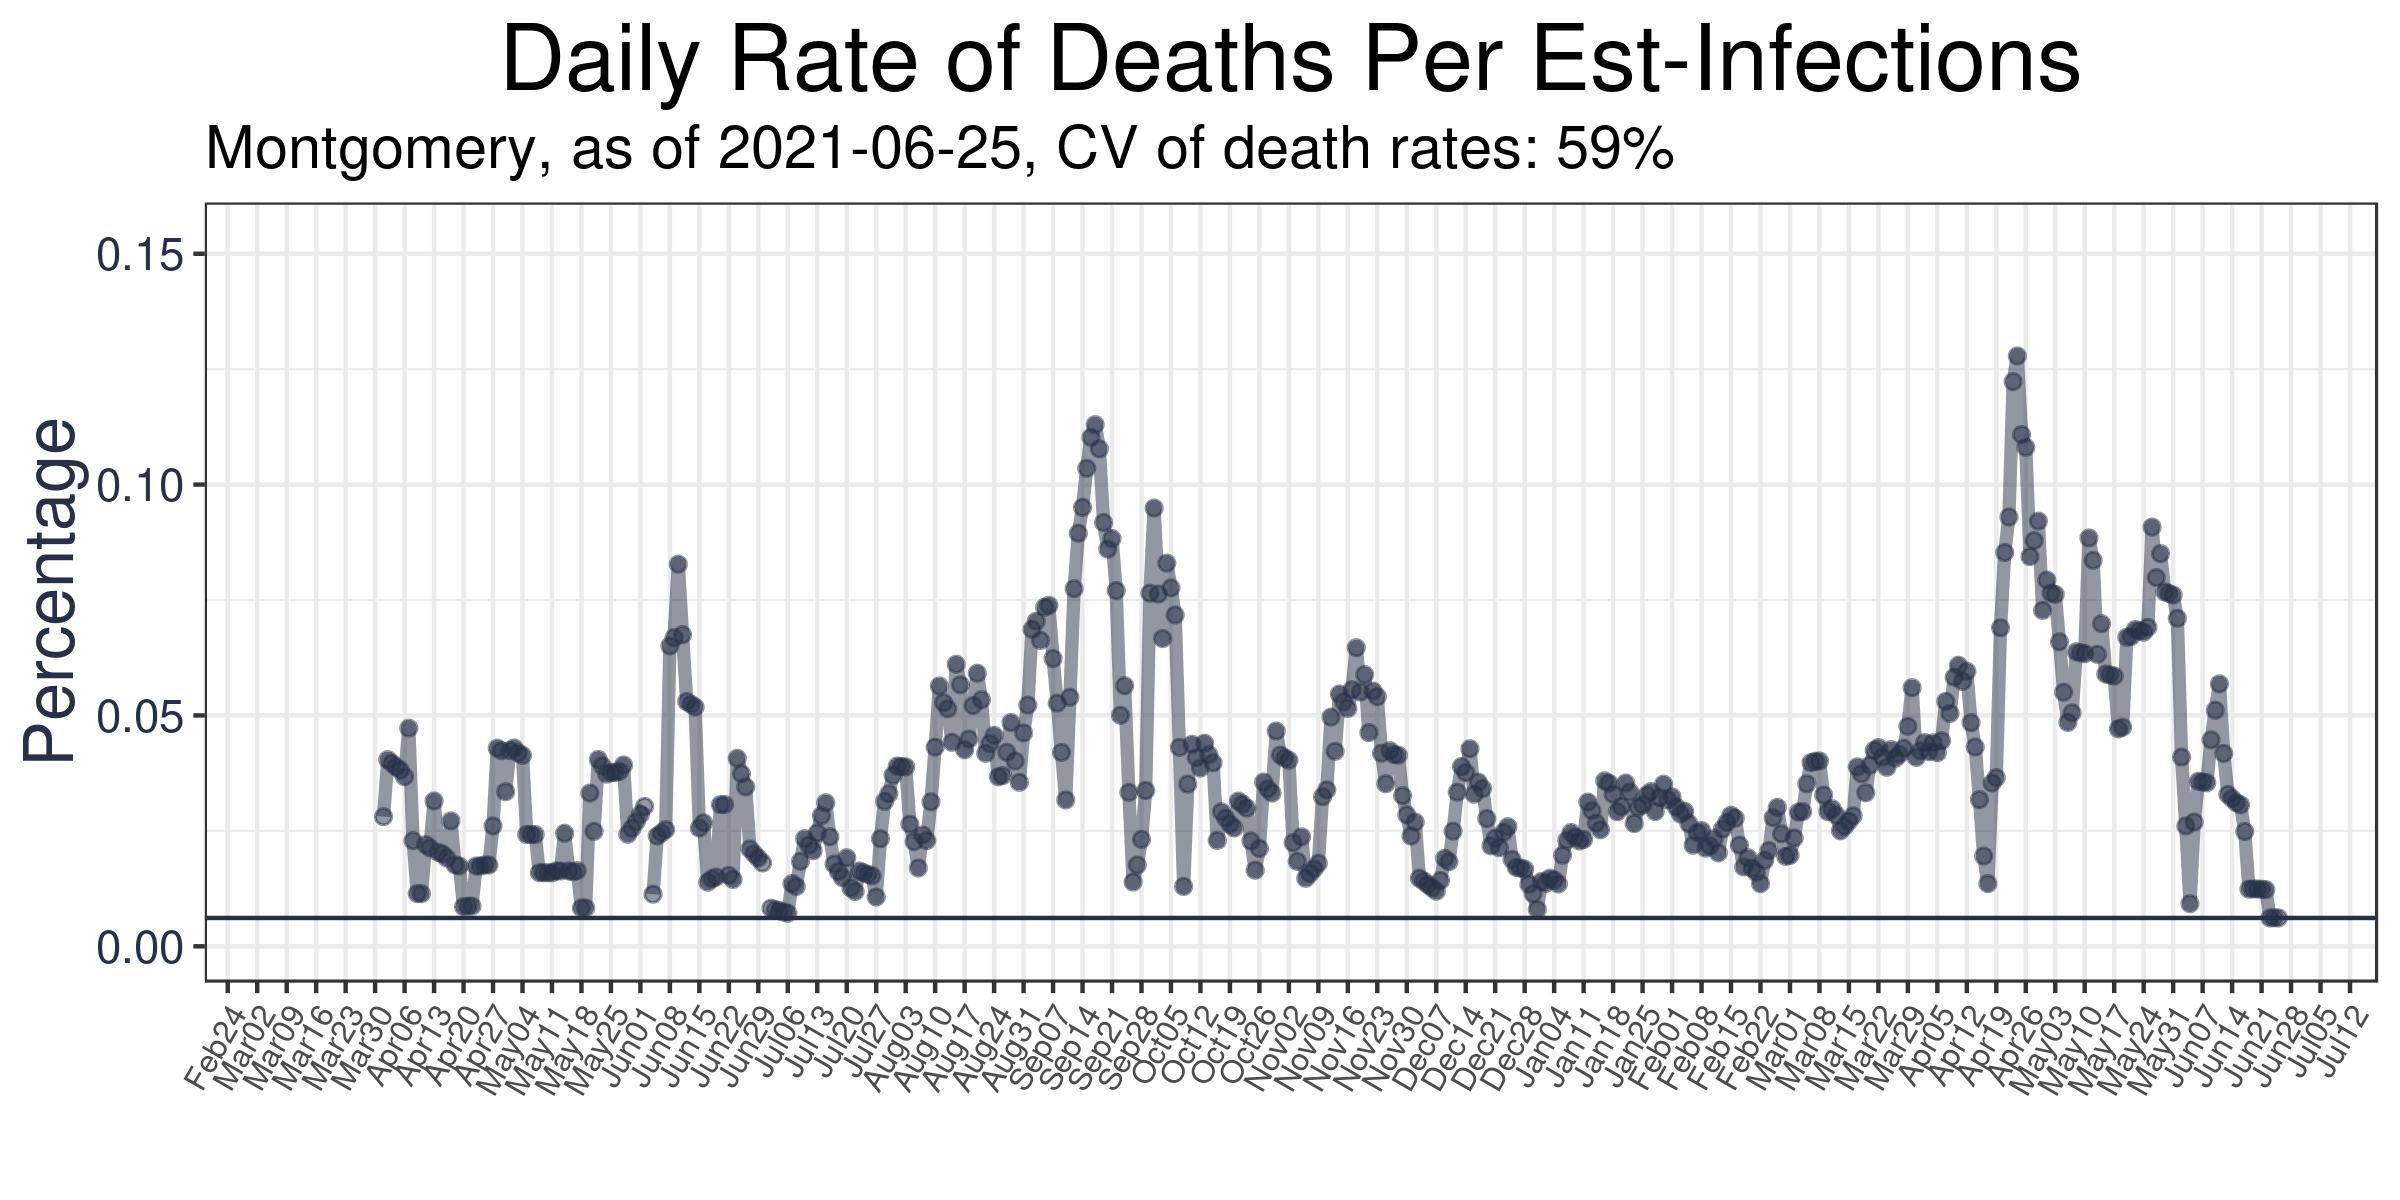 Daily Rate of Deaths Per Est-Infections
Montgomery, as of 2021-06-25, CV of death rates: 59%
Percentage
0.15
0.10
0.05
0.00
Feb24
Mar02
Mar09
Mar16
Mar23
Mar30
Apr06
Apr13
Apr20
Apr27
May04
May11
May18
May25
Jun01
Jun08
Jun15
Jun22
Jun29
Jul06
Jul13
Jul20
Jul27
Aug03
Aug10
Aug17
Aug24
Aug31
Sep07
Sep14
Sep21
Sep28
Oct05
Oct12
Oct19
Oct26
Nov02
Nov09
Nov16
Nov23
Nov30
Dec07
Dec14
Dec21
Dec28
Jan04
Jan11
Jan18
Jan25
Feb01
Feb08
Feb15
Feb22
Mar01
Mar08
Mar15
Mar22
Mar29
Apr05
Apr12
Apr19
Apr26
May03
May10
May17
May24
May31
Jun07
Jun14
Jun21
Jun28
Jul05
Jul12